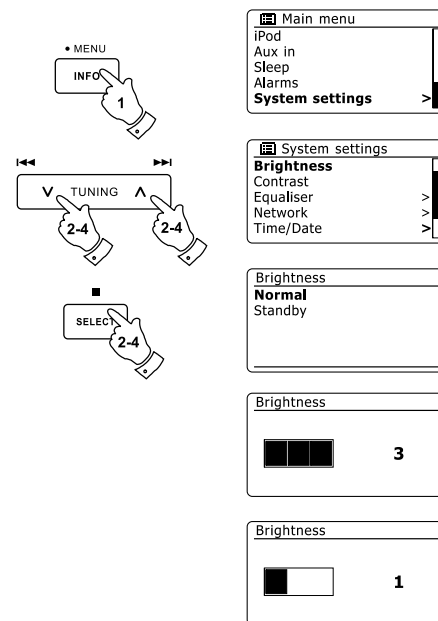 • MENU
INFO
1
TUNING
2-4
2-4
SELECT
2-4
Main menu
iPod
Aux in
Sleep
Alarms
System settings >
System settings
Brightness
Contrast
Equaliser >
Network >
Time/Date >
Brightness
Normal
Standby
Brightness
3
Brightness
1